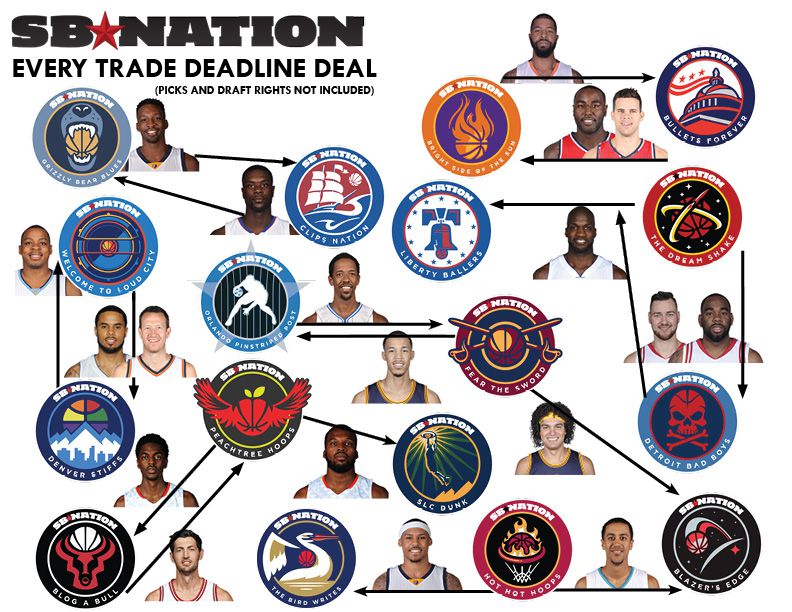 SB★NATION
EVERY TRADE DEADLINE DEAL
(PICKS AND DRAFT RIGHTS NOT INCLUDED)
SB★NATION
GRIZZLY BEAR BLUES
SB★NATION
CLIPS NATION
SB★NATION
BRIGHT SIDE OF THE SUN
SB★NATION
BULLETS FOREVER
SB★NATION
WELCOME TO LOUD CITY
SB★NATION
LIBERTY BALLERS
SB★NATION
THE DREAM SHAKE
SB★NATION
ORLANDO PINSTRIPED POST
SB★NATION
FEAR THE SWORD
SB★NATION
DENVER STIFFS
SB★NATION
PEACHTREE HOOPS
SB★NATION
SLC DUNK
SB★NATION
DETROIT BAD BOYS
SB★NATION
BLOG A BULL
SB★NATION
THE BIRD WRITES
SB★NATION
HOT HOT HOOPS
SB★NATION
BLAZER'S EDGE